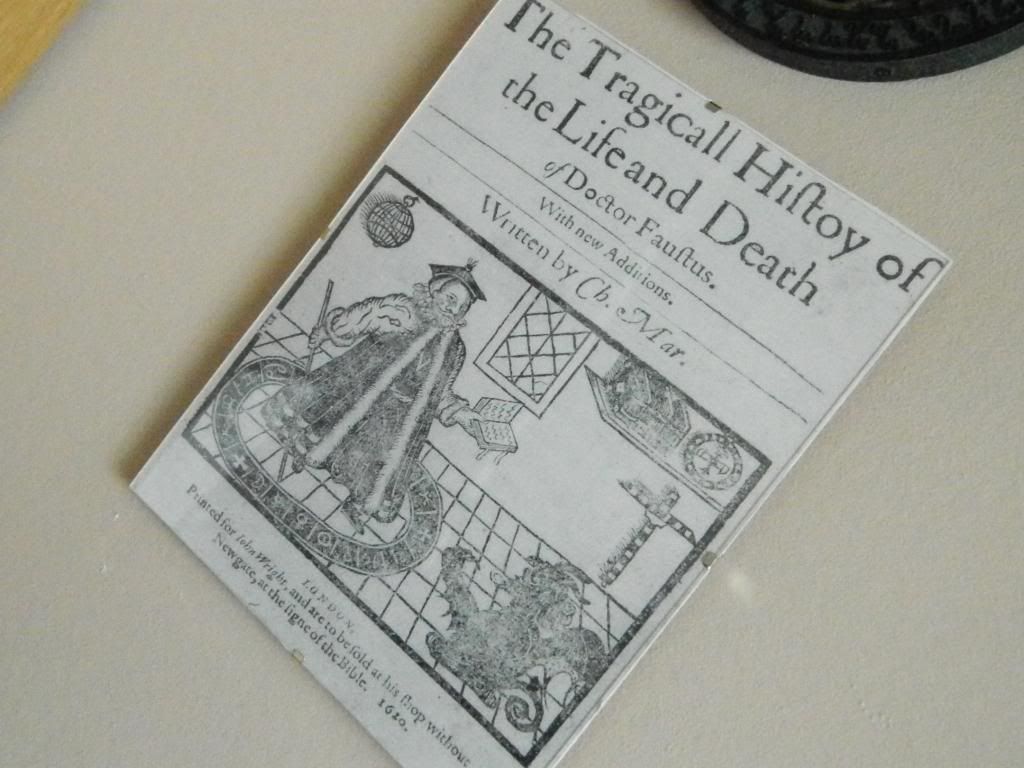 The Tragicall Hiſtoy of
the Life and Death
of Doctor Fauſtus.
With new Additions.
Written by Ch. Mar.
LONDON,
Printed for Iohn Wright, and are to be ſold at his ſhop without
Newgate, at the ſigne of the Bible. 1620.